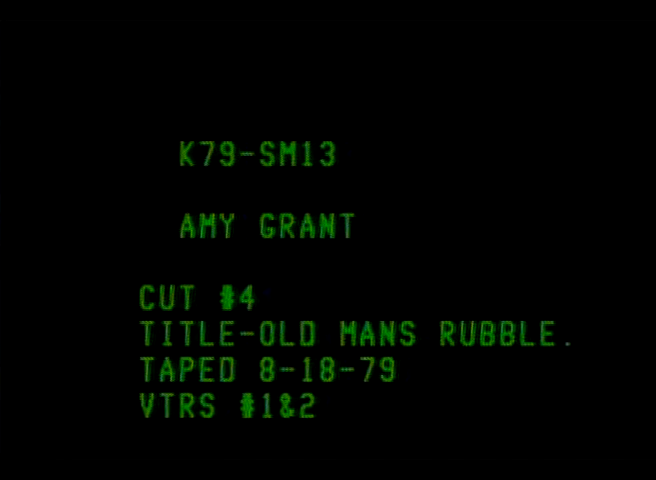 K79-SM13
AMY GRANT
CUT #4
TITLE-OLD MANS RUBBLE.
TAPED 8-18-79
VTRS #1&2